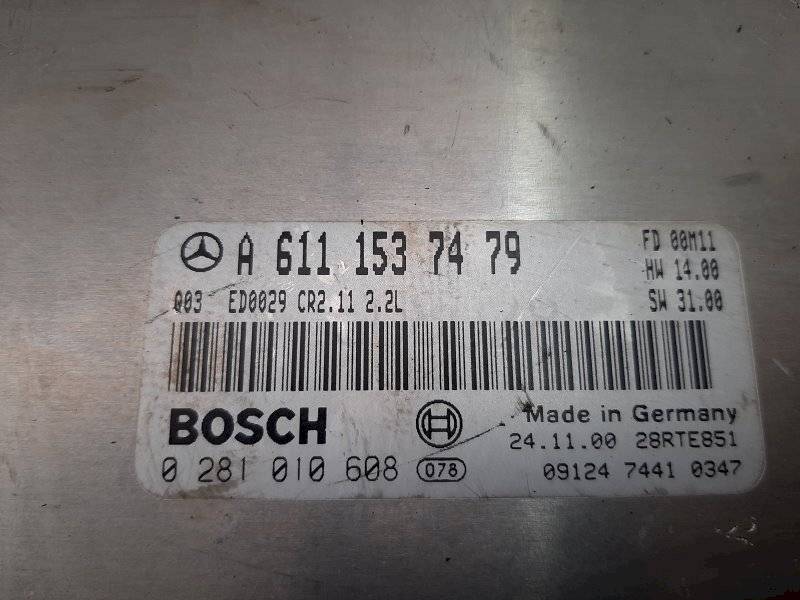 A 611 153 74 79
FD 00M11
HW 14.00
Q03 ED0029 CR2.11 2.2L
SW 31.00
BOSCH
Made in Germany
24.11.00 28RTE851
0 281 010 608 078
09124 7441 0347